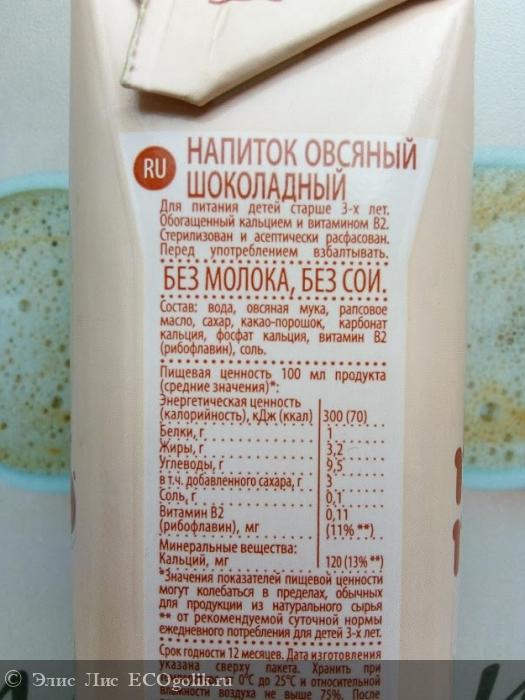 RU
НАПИТОК ОВСЯНЫЙ
ШОКОЛАДНЫЙ
Для питания детей старше 3-х лет.
Обогащенный кальцием и витамином B2.
Стерилизован и асептически расфасован.
Перед употреблением взбалтывать.
БЕЗ МОЛОКА, БЕЗ СОИ.
Состав: вода, овсяная мука, рапсовое
масло, сахар, какао-порошок, карбонат
кальция, фосфат кальция, витамин B2
(рибофлавин), соль.
Пищевая ценность 100 мл продукта
(средние значения)*:
Энергетическая ценность
(калорийность), кДж (ккал) 300 (70)
Белки, г 1
Жиры, г 3,2
Углеводы, г 9,5
в т.ч. добавленного сахара, г 3
Соль, г 0,1
Витамин B2 0,11
(рибофлавин), мг (11% **)
Минеральные вещества:
Кальций, мг 120 (13% **)
*Значения показателей пищевой ценности
могут колебаться в пределах, обычных
для продукции из натурального сырья
** от рекомендуемой суточной нормы
ежедневного потребления для детей 3-х лет.
Срок годности 12 месяцев. Дата изготовления
указана сверху пакета. Хранить при
0°С до 25°С и относительной
влажности воздуха не выше 75%. После
© Элис Лис ECOgolik.ru